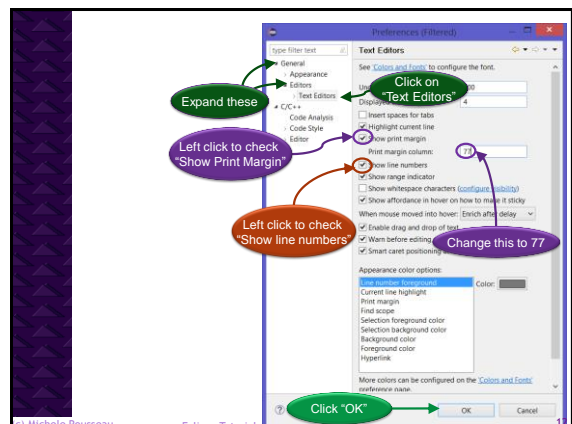 Preferences (Filtered)
type filter text
General
Appearance
Editors
Text Editors
C/C++
Code Analysis
Code Style
Editor
Text Editors
See 'Colors and Fonts' to configure the font.
Displayed
4
Insert spaces for tabs
Highlight current line
Show print margin
Print margin column:
77
Show line numbers
Show range indicator
Show whitespace characters (configure visibility)
Show affordance in hover on how to make it sticky
When mouse moved into hover: Enrich after delay
Enable drag and drop of text
Warn before editing
Smart caret positioning
Appearance color options:
Line number foreground
Current line highlight
Print margin
Find scope
Selection foreground color
Selection background color
Background color
Foreground color
Hyperlink
Color:
More colors can be configured on the 'Colors and Fonts'
preference page.
OK
Cancel
Expand these
Click on
"Text Editors"
Left click to check
"Show Print Margin"
Left click to check
"Show line numbers"
Change this to 77
Click "OK"